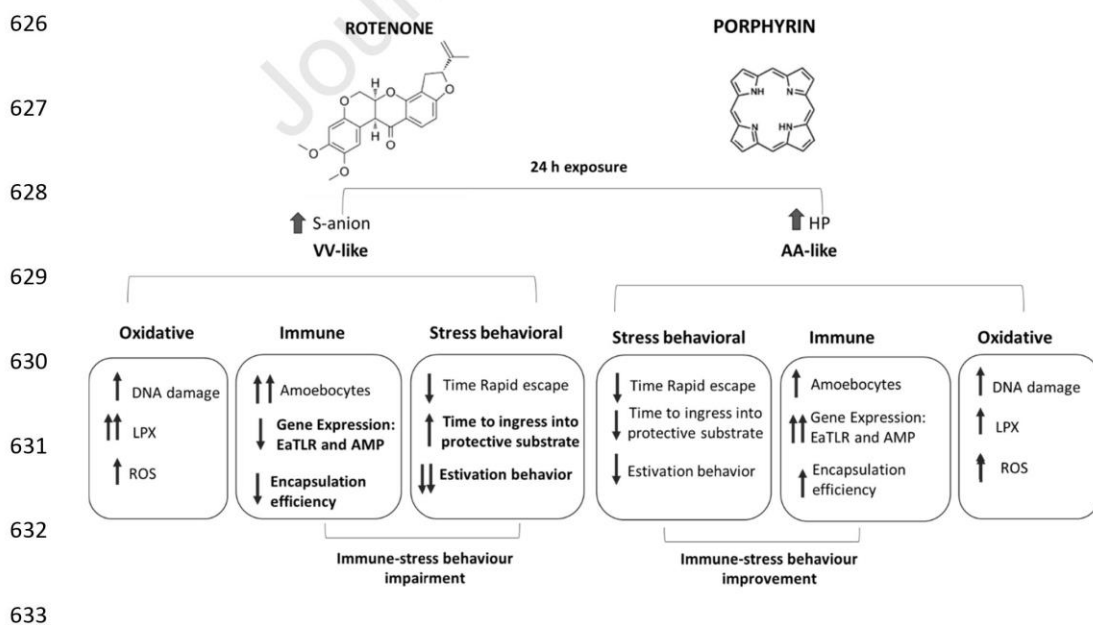 626
Jour
ROTENONE
PORPHYRIN
H
O
O
O
H
O
O
O
NH
N
N
HN
627
24 h exposure
628
S-anion
VV-like
HP
AA-like
629
Oxidative
Immune
Stress behavioral
Stress behavioral
Immune
Oxidative
630
DNA damage
LPX
ROS
Amoebocytes
Gene Expression:
EaTLR and AMP
Encapsulation
efficiency
Time Rapid escape
Time to ingress into
protective substrate
Estivation behavior
Time Rapid escape
Time to ingress into
protective substrate
Estivation behavior
Amoebocytes
Gene Expression:
EaTLR and AMP
Encapsulation
efficiency
DNA damage
LPX
ROS
631
632
Immune-stress behaviour
impairment
Immune-stress behaviour
improvement
633